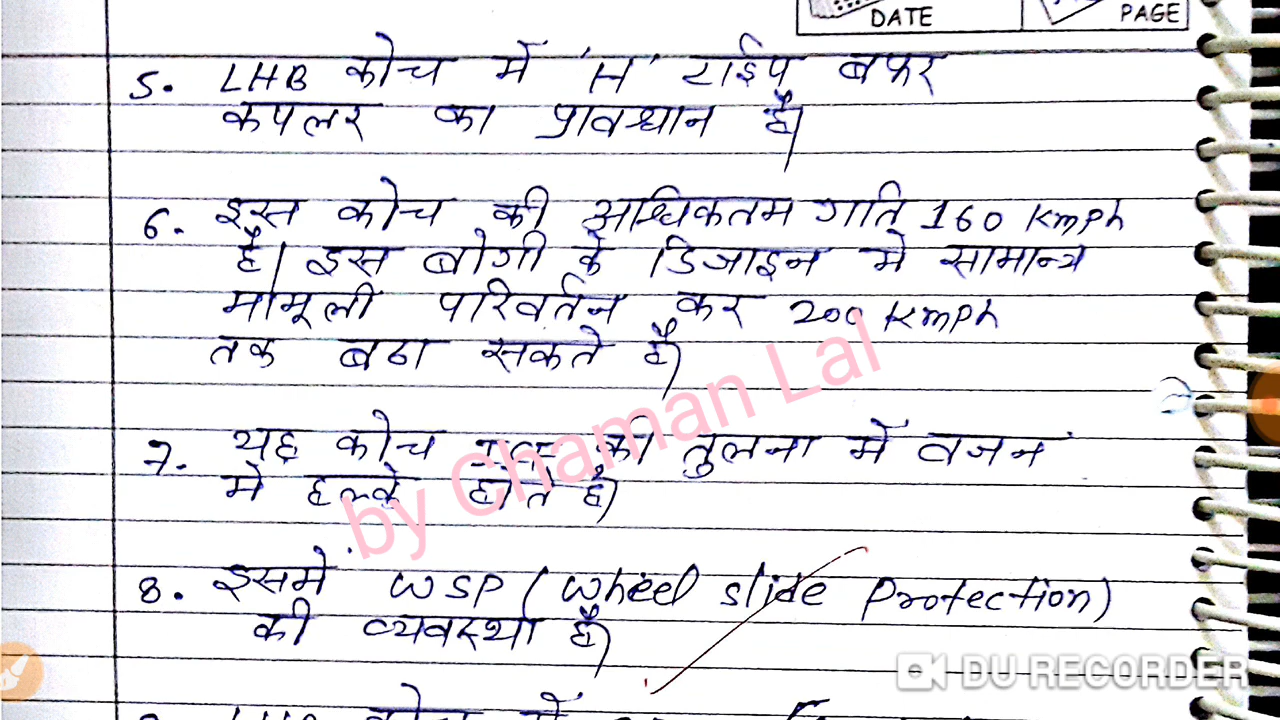 DATE
PAGE
5. LHB कोच में 'H' टाईप बफर
कपलर का प्रावधान है।
6. इस कोच की अधिकतम गति 160 Kmph
है। इस बोगी के डिजाइन मे सामान्य
मामूली परिवर्तन कर 200 Kmph
तक बढा सकते है।
7. यह कोच ICF की तुलना में वजन
मे हल्के होते है।
8. इसमें WSP (Wheel Slide Protection)
की व्यवस्था है।
by Chaman Lal
DU RECORDER
कोच में